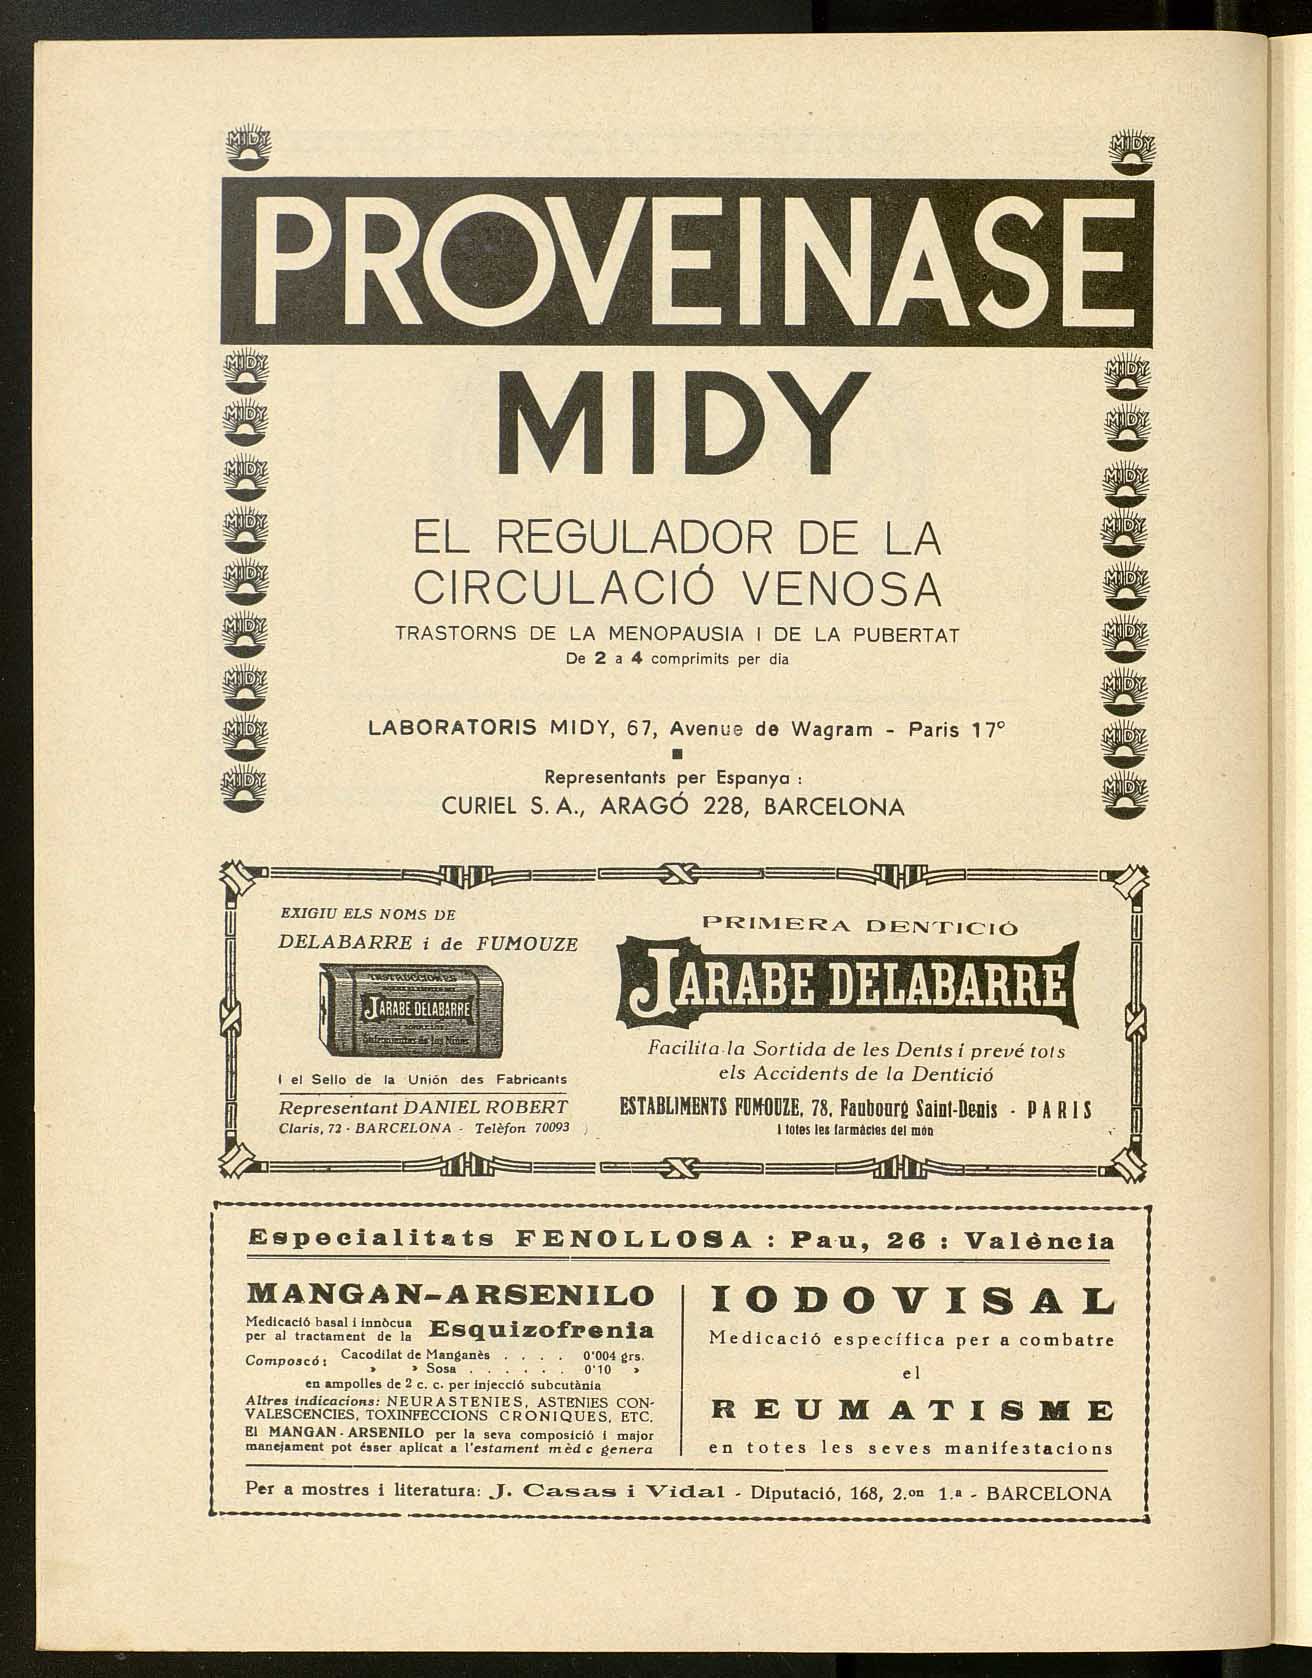 MIDY
MIDY
PROVEINASE
MIDY
EL REGULADOR DE LA
CIRCULACIÓ VENOSA
TRASTORNS DE LA MENOPAUSIA I DE LA PUBERTAT
De 2 a 4 comprimits per dia
LABORATORIS MIDY, 67, Avenue de Wagram - Paris 17º
Representants per Espanya :
CURIEL S. A., ARAGÓ 228, BARCELONA
EXIGIU ELS NOMS DE
DELABARRE i de FUMOUZE
INSTRUCCIONES
JARABE DELABARRE
I el Sello de la Unión des Fabricants
Representant DANIEL ROBERT
Claris, 72 - BARCELONA - Telèfon 70093
PRIMERA DENTICIÓ
JARABE DELABARRE
Facilita la Sortida de les Dents i prevé tots
els Accidents de la Dentició
ESTABLIMENTS FUMOUZE, 78, Faubourg Saint-Denis - PARIS
I totes les farmàcies del món
Especialitats FENOLLOSA : Pau, 26 : València
MANGAN-ARSENILO
Medicació basal i innòcua
per al tractament de la Esquizofrenia
Composcó: Cacodilat de Manganès . . . . 0'004 grs.
» » Sosa . . . . . . 0'10 »
en ampolles de 2 c. c. per injecció subcutània
Altres indicacions: NEURASTENIES, ASTENIES CON-
VALESCENCIES, TOXINFECCIONS CRONIQUES, ETC.
El MANGAN-ARSENILO per la seva composició i major
manejament pot ésser aplicat a l'estament mèd c genera
IODOVISAL
Medicació específica per a combatre
el
REUMATISME
en totes les seves manifestacions
Per a mostres i literatura: J. Casas i Vidal - Diputació, 168, 2.on 1.a - BARCELONA